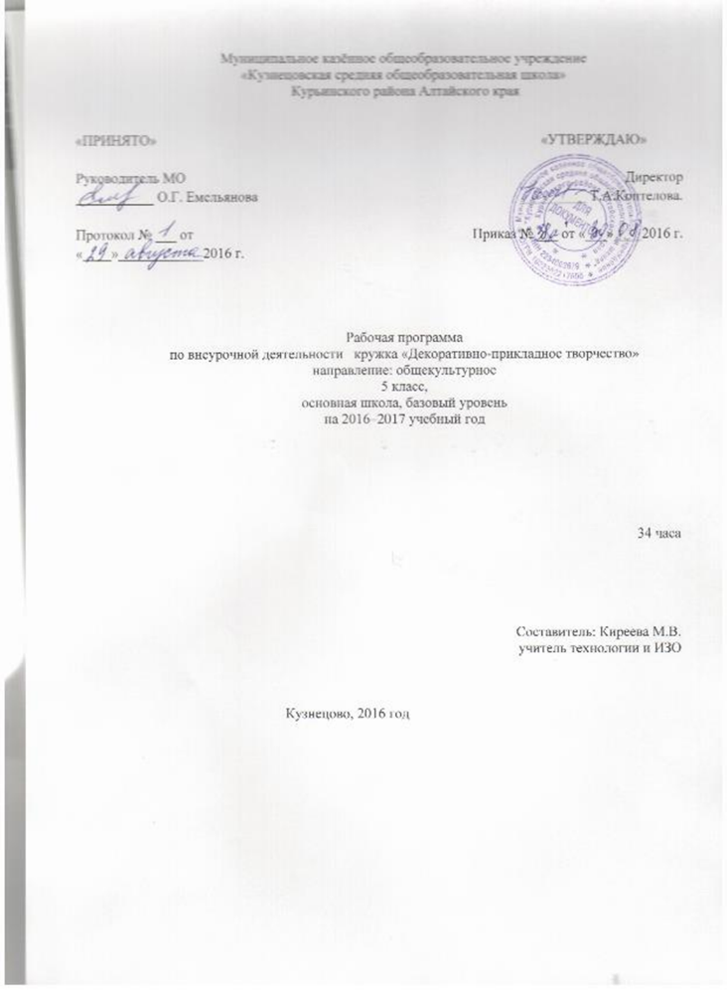 Муниципальное казённое общеобразовательное учреждение
«Кузнецовская средняя общеобразовательная школа»
Курьинского района Алтайского края
«ПРИНЯТО» «УТВЕРЖДАЮ»
Руководитель МО Директор
О.Г. Емельянова Т.А.Коптелова.
Протокол № 1 от Приказ № от « » 08 2016 г.
« 29 » августа 2016 г.
ДЛЯ ДОКУМЕНТОВ
Рабочая программа
по внеурочной деятельности кружка «Декоративно-прикладное творчество»
направление: общекультурное
5 класс,
основная школа, базовый уровень
на 2016–2017 учебный год
34 часа
Составитель: Киреева М.В.
учитель технологии и ИЗО
Кузнецово, 2016 год